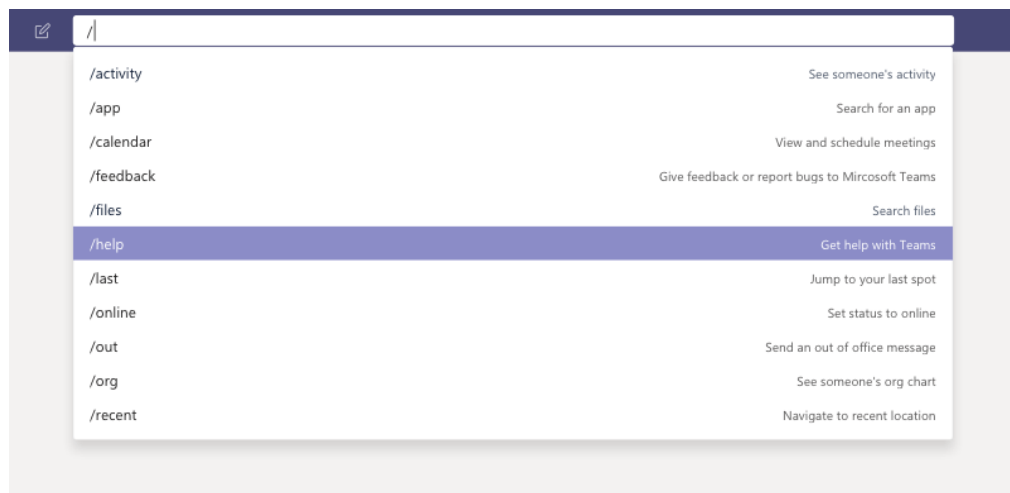 /
/activity See someone's activity
/app Search for an app
/calendar View and schedule meetings
/feedback Give feedback or report bugs to Mircosoft Teams
/files Search files
/help Get help with Teams
/last Jump to your last spot
/online Set status to online
/out Send an out of office message
/org See someone's org chart
/recent Navigate to recent location